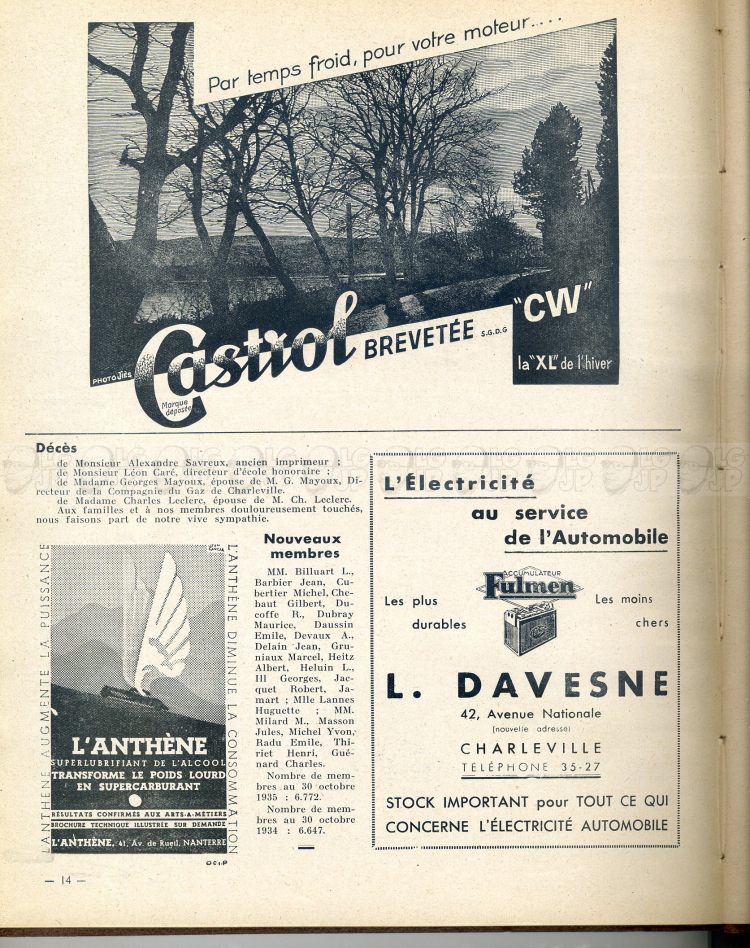 Par temps froid, pour votre moteur....
Castrol BREVETÉE S.G.D.G
"CW"
la "XL" de l'hiver
PHOTO JIÈS
Marque
déposée
Décès
de Monsieur Alexandre Savreux, ancien imprimeur ;
de Monsieur Léon Caré, directeur d'école honoraire ;
de Madame Georges Mayoux, épouse de M. G. Mayoux, Di-
recteur de la Compagnie du Gaz de Charleville.
de Madame Charles Leclerc, épouse de M. Ch. Leclerc.
Aux familles et à nos membres douloureusement touchés,
nous faisons part de notre vive sympathie.
L'ANTHÈNE AUGMENTE LA PUISSANCE
L'ANTHÈNE DIMINUE LA CONSOMMATION
L'ANTHÈNE
SUPERLUBRIFIANT DE L'ALCOOL
TRANSFORME LE POIDS LOURD
EN SUPERCARBURANT
RÉSULTATS CONFIRMÉS AUX ARTS-&-MÉTIERS
BROCHURE TECHNIQUE ILLUSTRÉE SUR DEMANDE
L'ANTHÈNE, 41, Av. de Rueil, NANTERRE
Nouveaux
membres
MM. Billuart L.,
Barbier Jean, Cu-
bertier Michel, Che-
baut Gilbert, Du-
coffe R., Dubray
Maurice, Daussin
Emile, Devaux A.,
Delain Jean, Gru-
niaux Marcel, Heitz
Albert, Heluin L.,
Ill Georges, Jac-
quet Robert, Ja-
mart ; Mlle Lannes
Huguette ; MM.
Milard M., Masson
Jules, Michel Yvon,
Radu Emile, Thi-
riet Henri, Gué-
nard Charles.
Nombre de mem-
bres au 30 octobre
1935 : 6.772.
Nombre de mem-
bres au 30 octobre
1934 : 6.647.
L'Électricité
au service
de l'Automobile
ACCUMULATEUR
Fulmen
Les plus
durables
Les moins
chers
L. DAVESNE
42, Avenue Nationale
(nouvelle adresse)
CHARLEVILLE
TÉLÉPHONE 35-27
STOCK IMPORTANT pour TOUT CE QUI
CONCERNE L'ÉLECTRICITÉ AUTOMOBILE
— 14 —